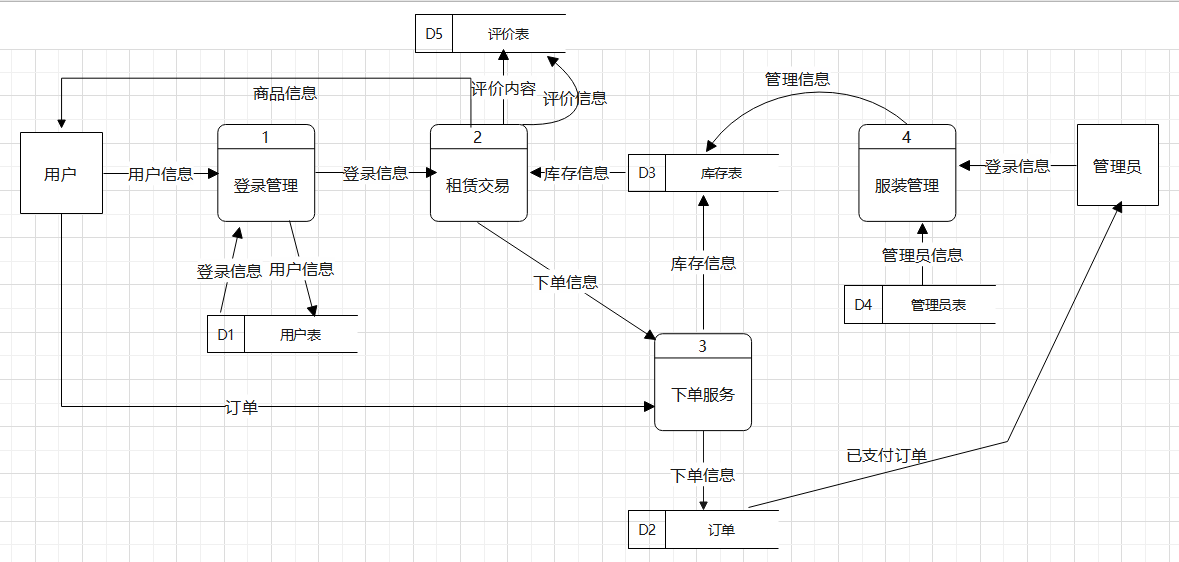 D5 评价表
评价内容
管理信息
商品信息
评价信息
1
2
4
用户
用户信息
登录管理
登录信息
租赁交易
库存信息
D3 库存表
服装管理
登录信息
管理员
登录信息
用户信息
下单信息
库存信息
管理员信息
D1 用户表
D4 管理员表
3
下单服务
订单
下单信息
已支付订单
D2 订单